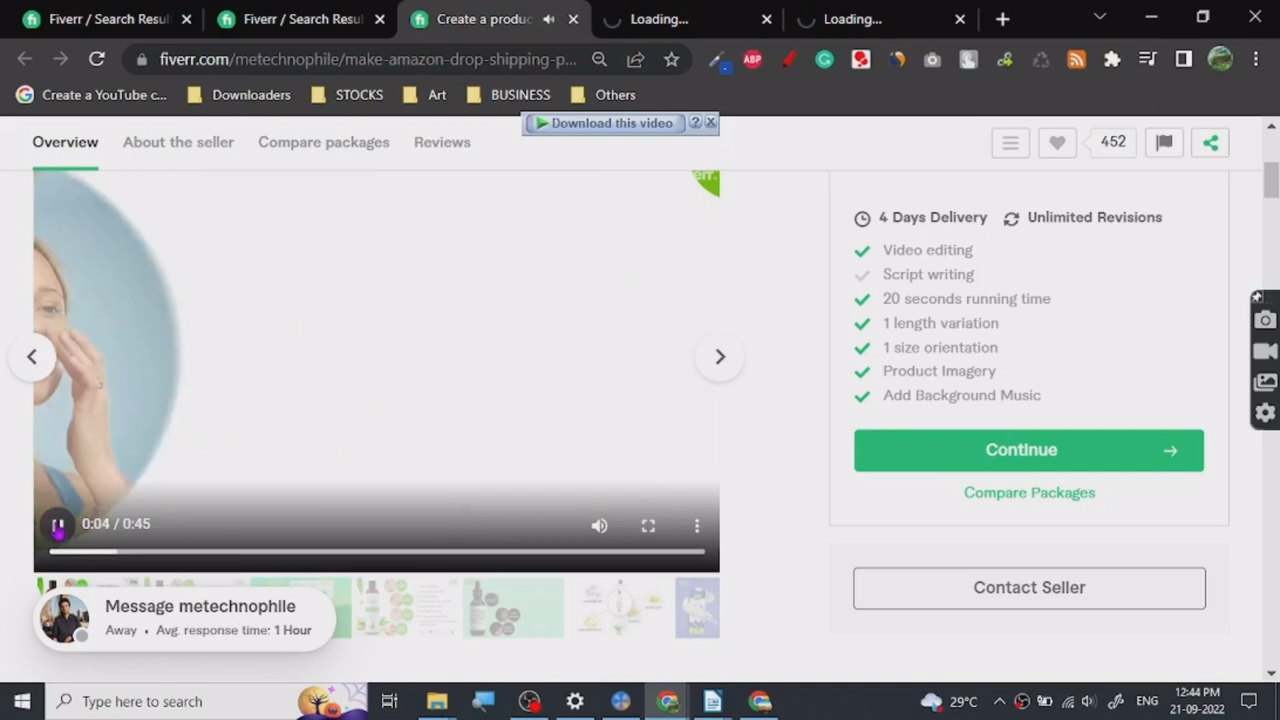 Fiverr / Search Resul
Fiverr / Search Resul
Create a produc
Loading...
Loading...
fiverr.com/metechnophile/make-amazon-drop-shipping-p...
ABP
Create a YouTube c...
Downloaders
STOCKS
Art
BUSINESS
Others
Download this video
?
Overview
About the seller
Compare packages
Reviews
452
err.
4 Days Delivery
Unlimited Revisions
Video editing
Script writing
20 seconds running time
1 length variation
1 size orientation
Product Imagery
Add Background Music
Continue
Compare Packages
0:04 / 0:45
Contact Seller
Message metechnophile
Away • Avg. response time: 1 Hour
Type here to search
29°C
ENG
12:44 PM
21-09-2022